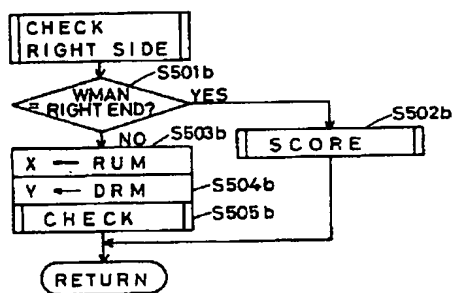 CHECK
RIGHT SIDE
S501b
WMAN
= RIGHT END?
YES
S502b
SCORE
NO
S503b
X ← RUM
Y ← DRM
S504b
CHECK
S505b
RETURN